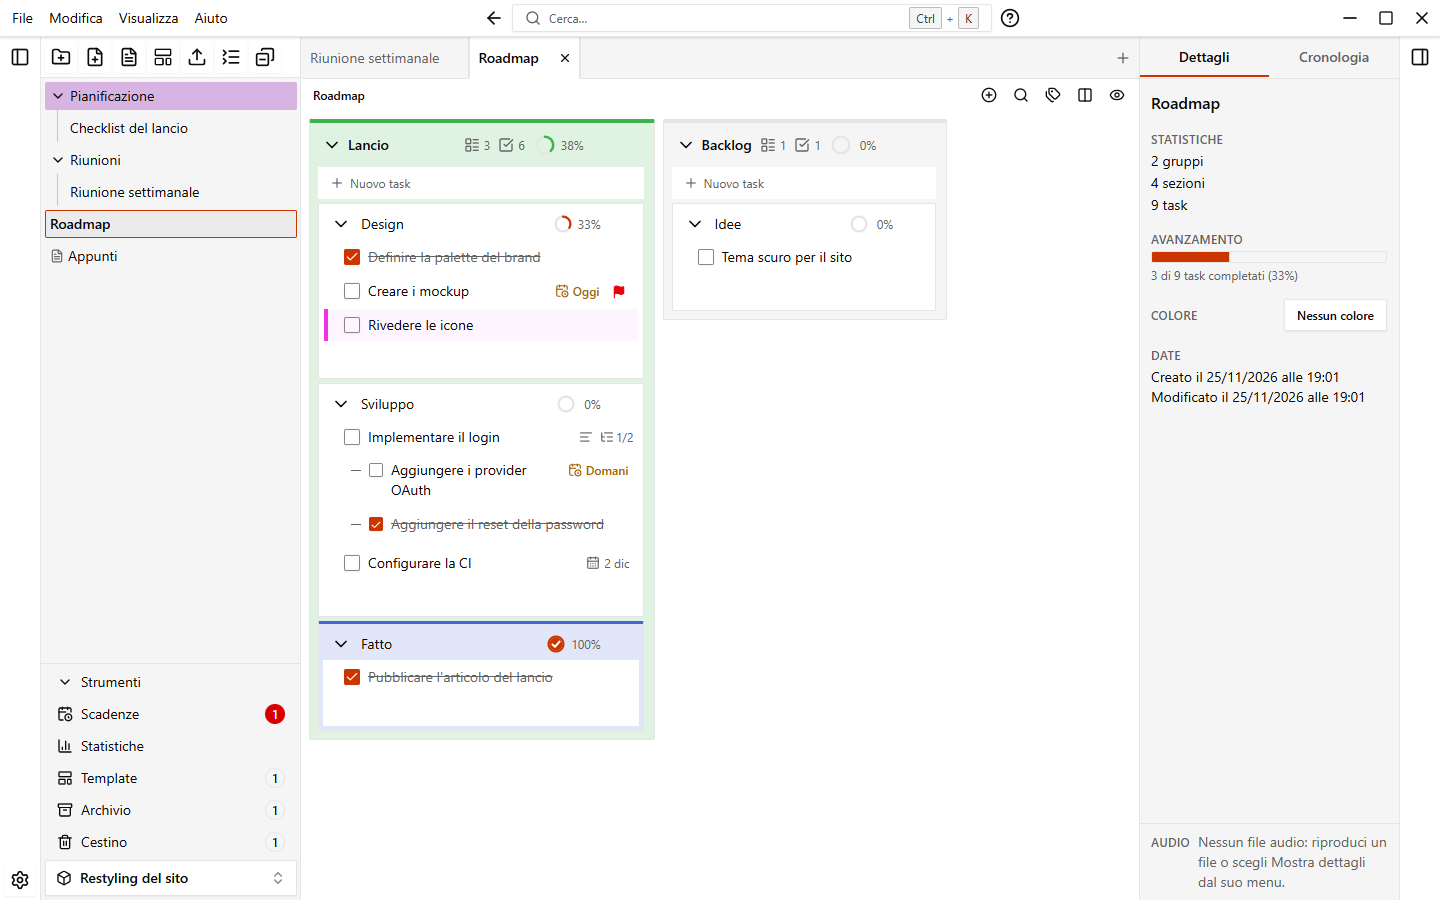 File Modifica Visualizza Aiuto
Cerca... Ctrl + K
Pianificazione
Checklist del lancio
Riunioni
Riunione settimanale
Roadmap
Appunti
Strumenti
Scadenze 1
Statistiche
Template 1
Archivio 1
Cestino 1
Restyling del sito
Riunione settimanale Roadmap
Roadmap
Lancio 3 6 38%
Nuovo task
Design 33%
Definire la palette del brand
Creare i mockup Oggi
Rivedere le icone
Sviluppo 0%
Implementare il login 1/2
Aggiungere i provider Domani
OAuth
Aggiungere il reset della password
Configurare la CI 2 dic
Fatto 100%
Pubblicare l'articolo del lancio
Backlog 1 1 0%
Nuovo task
Idee 0%
Tema scuro per il sito
Dettagli Cronologia
Roadmap
STATISTICHE
2 gruppi
4 sezioni
9 task
AVANZAMENTO
3 di 9 task completati (33%)
COLORE Nessun colore
DATE
Creato il 25/11/2026 alle 19:01
Modificato il 25/11/2026 alle 19:01
AUDIO Nessun file audio: riproduci un
file o scegli Mostra dettagli
dal suo menu.